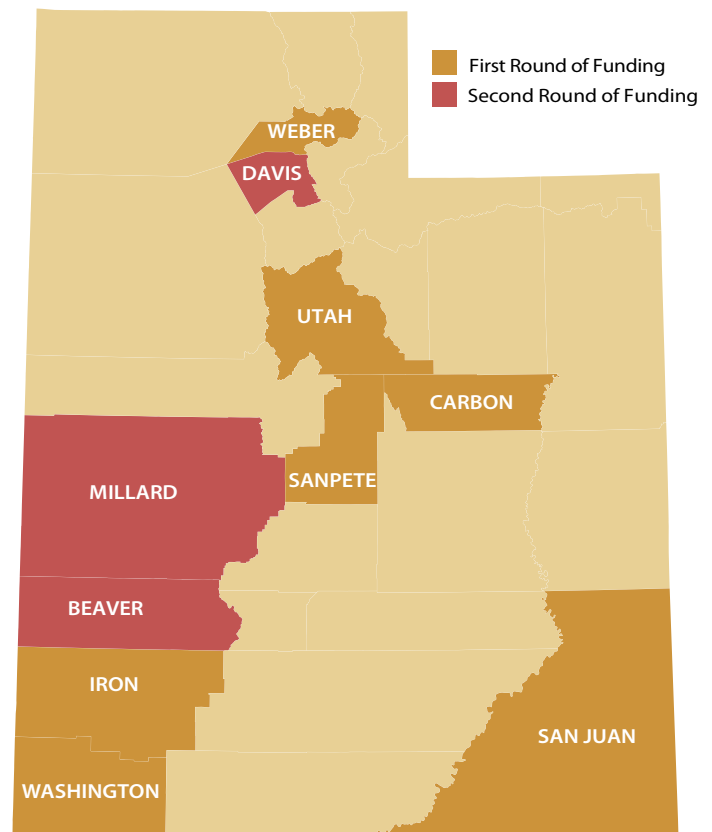 First Round of Funding
Second Round of Funding
WEBER
DAVIS
UTAH
CARBON
SANPETE
MILLARD
BEAVER
IRON
SAN JUAN
WASHINGTON